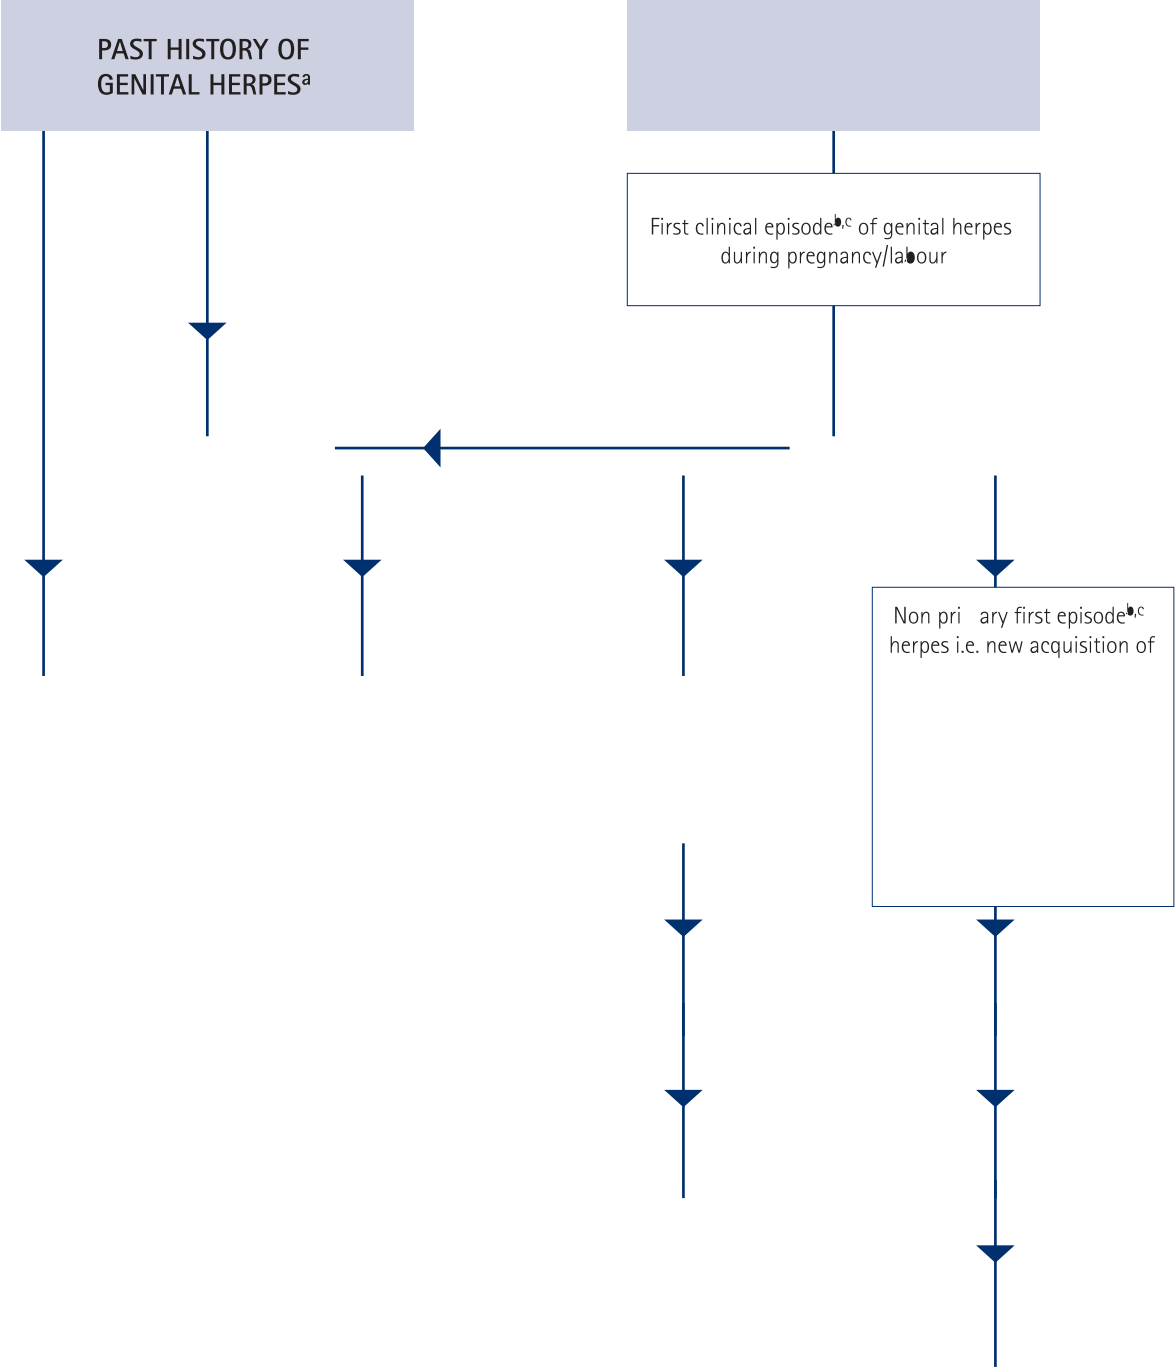 PAST HISTORY OF
GENITAL HERPESª
First clinical episodeᵇ,ᶜ of genital herpes
during pregnancy/labour
Non pri ary first episodeᵇ,ᶜ
herpes i.e. new acquisition of